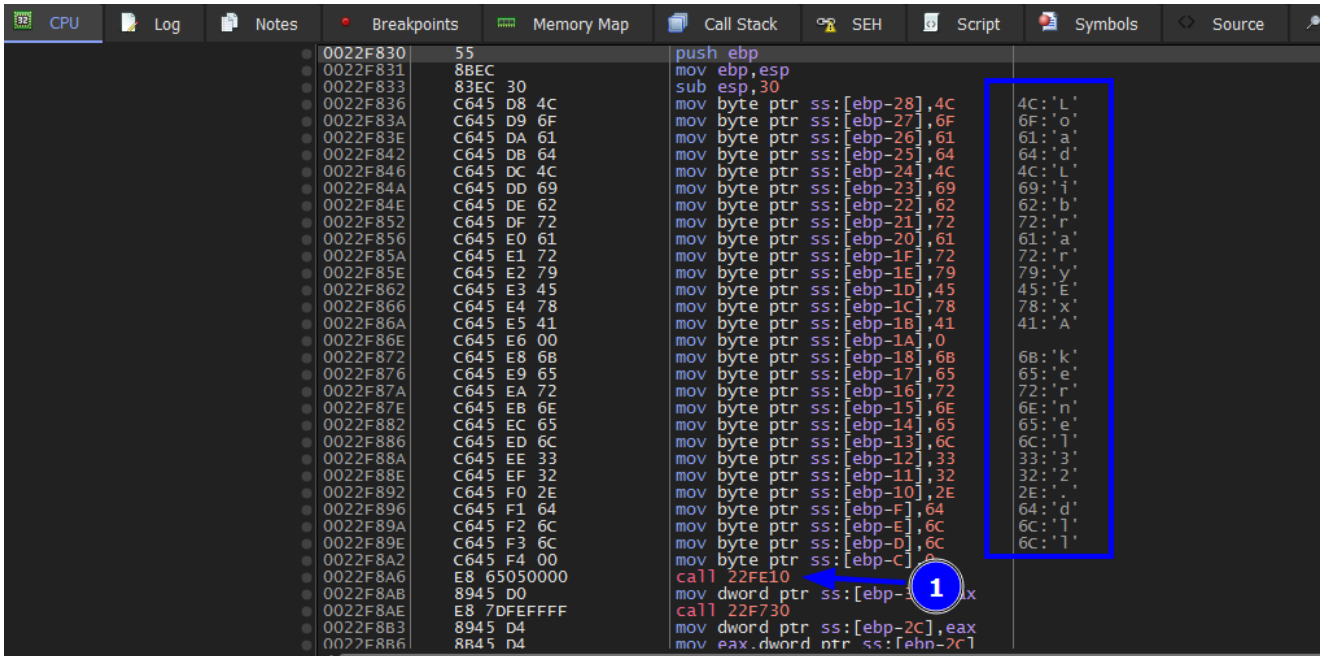 CPU Log Notes Breakpoints Memory Map Call Stack SEH Script Symbols Source
0022F830 55 push ebp
0022F831 8BEC mov ebp,esp
0022F833 83EC 30 sub esp,30
0022F836 C645 D8 4C mov byte ptr ss:[ebp-28],4C 4C:'L'
0022F83A C645 D9 6F mov byte ptr ss:[ebp-27],6F 6F:'o'
0022F83E C645 DA 61 mov byte ptr ss:[ebp-26],61 61:'a'
0022F842 C645 DB 64 mov byte ptr ss:[ebp-25],64 64:'d'
0022F846 C645 DC 4C mov byte ptr ss:[ebp-24],4C 4C:'L'
0022F84A C645 DD 69 mov byte ptr ss:[ebp-23],69 69:'i'
0022F84E C645 DE 62 mov byte ptr ss:[ebp-22],62 62:'b'
0022F852 C645 DF 72 mov byte ptr ss:[ebp-21],72 72:'r'
0022F856 C645 E0 61 mov byte ptr ss:[ebp-20],61 61:'a'
0022F85A C645 E1 72 mov byte ptr ss:[ebp-1F],72 72:'r'
0022F85E C645 E2 79 mov byte ptr ss:[ebp-1E],79 79:'y'
0022F862 C645 E3 45 mov byte ptr ss:[ebp-1D],45 45:'E'
0022F866 C645 E4 78 mov byte ptr ss:[ebp-1C],78 78:'x'
0022F86A C645 E5 41 mov byte ptr ss:[ebp-1B],41 41:'A'
0022F86E C645 E6 00 mov byte ptr ss:[ebp-1A],0
0022F872 C645 E8 6B mov byte ptr ss:[ebp-18],6B 6B:'k'
0022F876 C645 E9 65 mov byte ptr ss:[ebp-17],65 65:'e'
0022F87A C645 EA 72 mov byte ptr ss:[ebp-16],72 72:'r'
0022F87E C645 EB 6E mov byte ptr ss:[ebp-15],6E 6E:'n'
0022F882 C645 EC 65 mov byte ptr ss:[ebp-14],65 65:'e'
0022F886 C645 ED 6C mov byte ptr ss:[ebp-13],6C 6C:'l'
0022F88A C645 EE 33 mov byte ptr ss:[ebp-12],33 33:'3'
0022F88E C645 EF 32 mov byte ptr ss:[ebp-11],32 32:'2'
0022F892 C645 F0 2E mov byte ptr ss:[ebp-10],2E 2E:'.'
0022F896 C645 F1 64 mov byte ptr ss:[ebp-F],64 64:'d'
0022F89A C645 F2 6C mov byte ptr ss:[ebp-E],6C 6C:'l'
0022F89E C645 F3 6C mov byte ptr ss:[ebp-D],6C 6C:'l'
0022F8A2 C645 F4 00 mov byte ptr ss:[ebp-C],0
0022F8A6 E8 65050000 call 22FE10 1
0022F8AB 8945 D0 mov dword ptr
0022F8AE E8 7DFEFFFF call 22F730
0022F8B3 8945 D4 mov dword ptr ss:[ebp-2C],eax
0022F8B6 8B45 D4 mov eax,dword ptr ss:[ebp-2C]